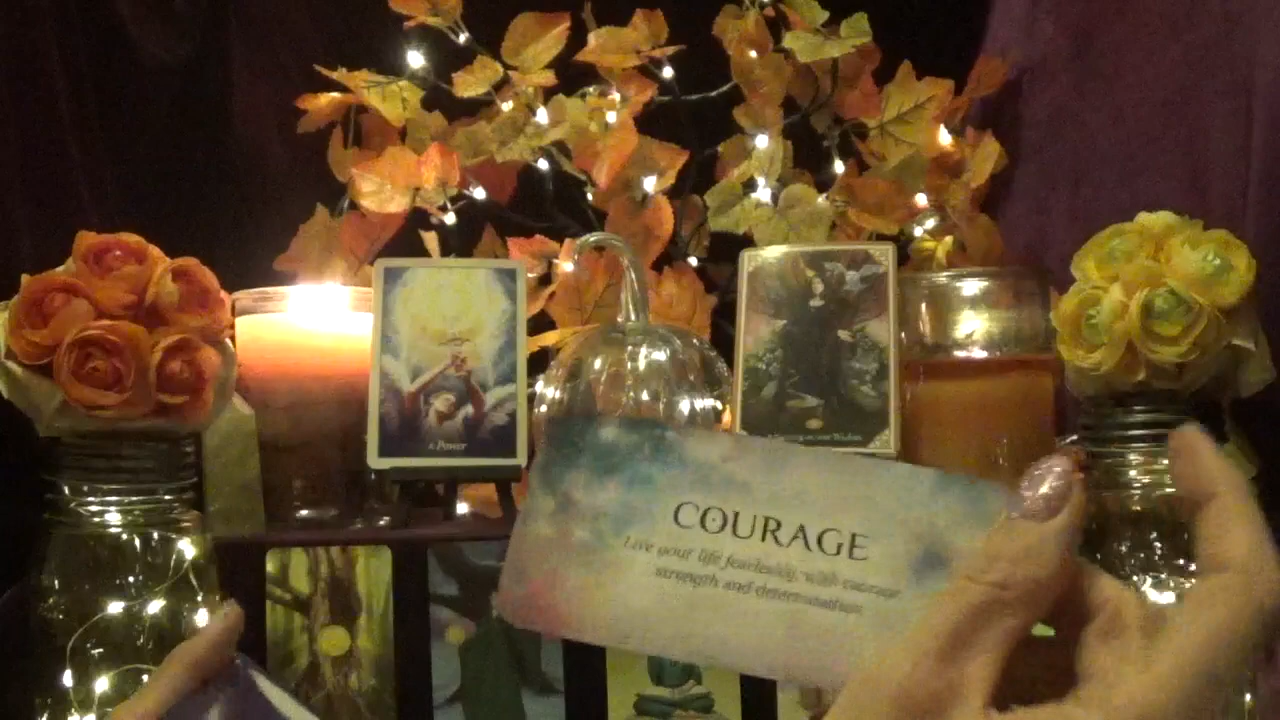 Power
COURAGE
Live your life fearlessly, with courage
strength and determination.